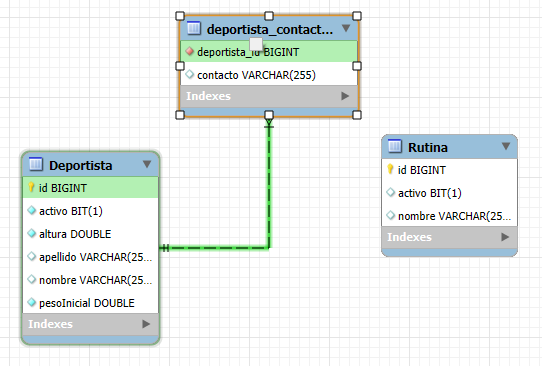 deportista_contact...
deportista_id BIGINT
contacto VARCHAR(255)
Indexes
Deportista
id BIGINT
activo BIT(1)
altura DOUBLE
apellido VARCHAR(25...
nombre VARCHAR(25...
pesoInicial DOUBLE
Indexes
Rutina
id BIGINT
activo BIT(1)
nombre VARCHAR(25...
Indexes